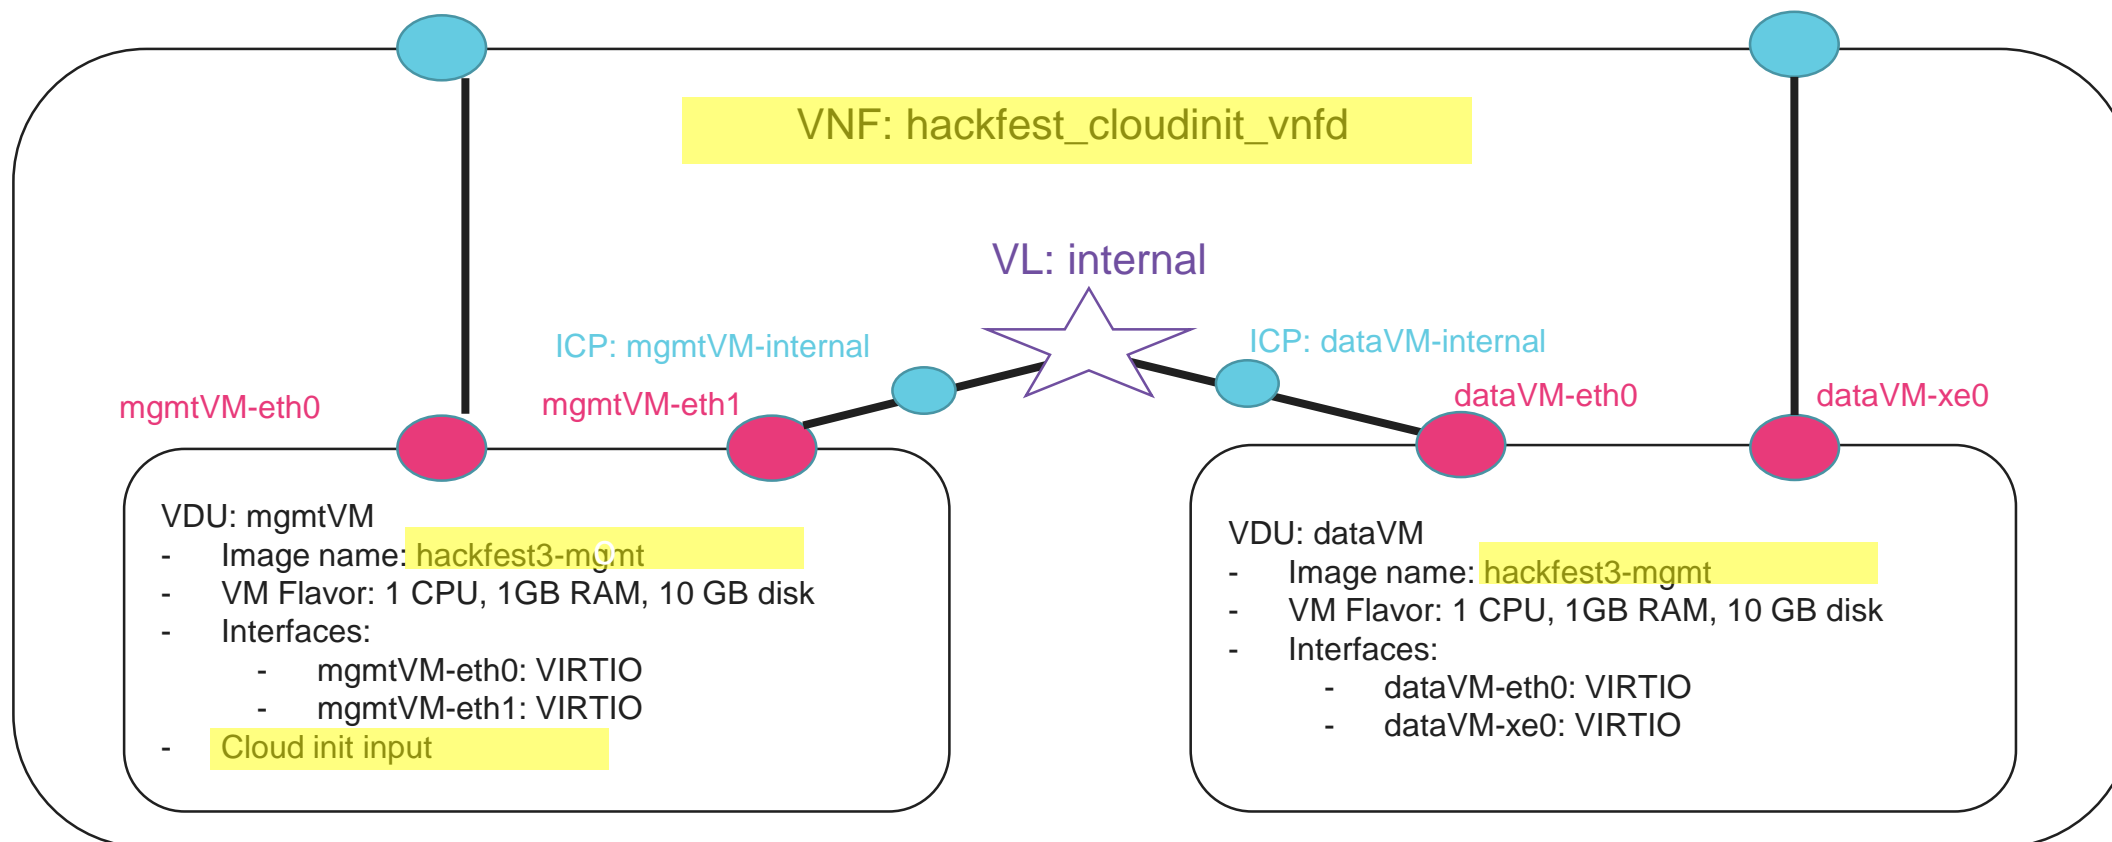 VNF: hackfest_cloudinit_vnfd
VL: internal
ICP: mgmtVM-internal
ICP: dataVM-internal
mgmtVM-eth0
mgmtVM-eth1
dataVM-eth0
dataVM-xe0
VDU: mgmtVM
- Image name: hackfest3-mgmt
- VM Flavor: 1 CPU, 1GB RAM, 10 GB disk
- Interfaces:
- mgmtVM-eth0: VIRTIO
- mgmtVM-eth1: VIRTIO
- Cloud init input
VDU: dataVM
- Image name: hackfest3-mgmt
- VM Flavor: 1 CPU, 1GB RAM, 10 GB disk
- Interfaces:
- dataVM-eth0: VIRTIO
- dataVM-xe0: VIRTIO